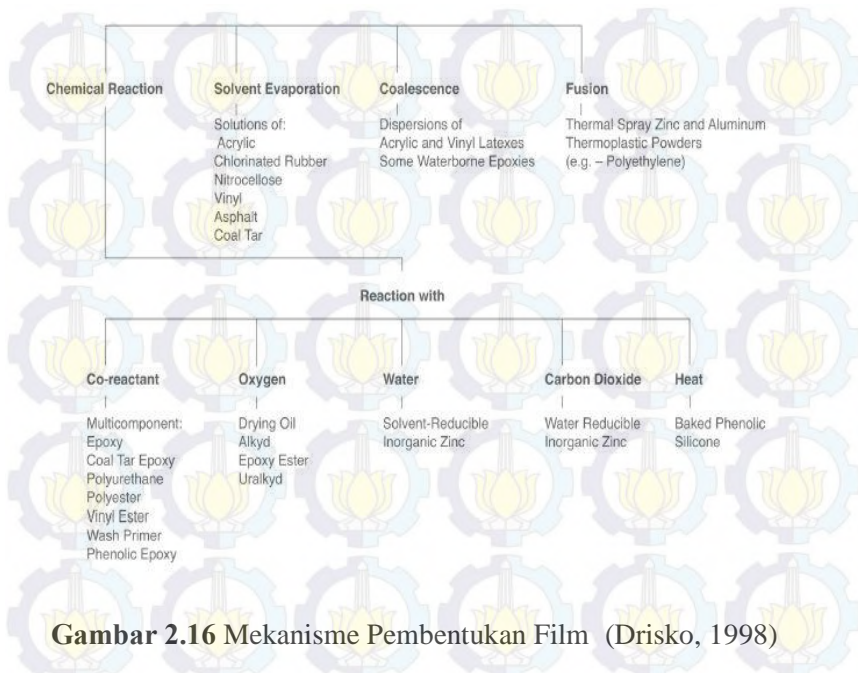 Chemical Reaction
Solvent Evaporation
Solutions of:
Acrylic
Chlorinated Rubber
Nitrocellose
Vinyl
Asphalt
Coal Tar
Coalescence
Dispersions of
Acrylic and Vinyl Latexes
Some Waterborne Epoxies
Fusion
Thermal Spray Zinc and Aluminum
Thermoplastic Powders
(e.g. – Polyethylene)
Reaction with
Co-reactant
Multicomponent:
Epoxy
Coal Tar Epoxy
Polyurethane
Polyester
Vinyl Ester
Wash Primer
Phenolic Epoxy
Oxygen
Drying Oil
Alkyd
Epoxy Ester
Uralkyd
Water
Solvent-Reducible
Inorganic Zinc
Carbon Dioxide
Water Reducible
Inorganic Zinc
Heat
Baked Phenolic
Silicone
Gambar 2.16 Mekanisme Pembentukan Film (Drisko, 1998)